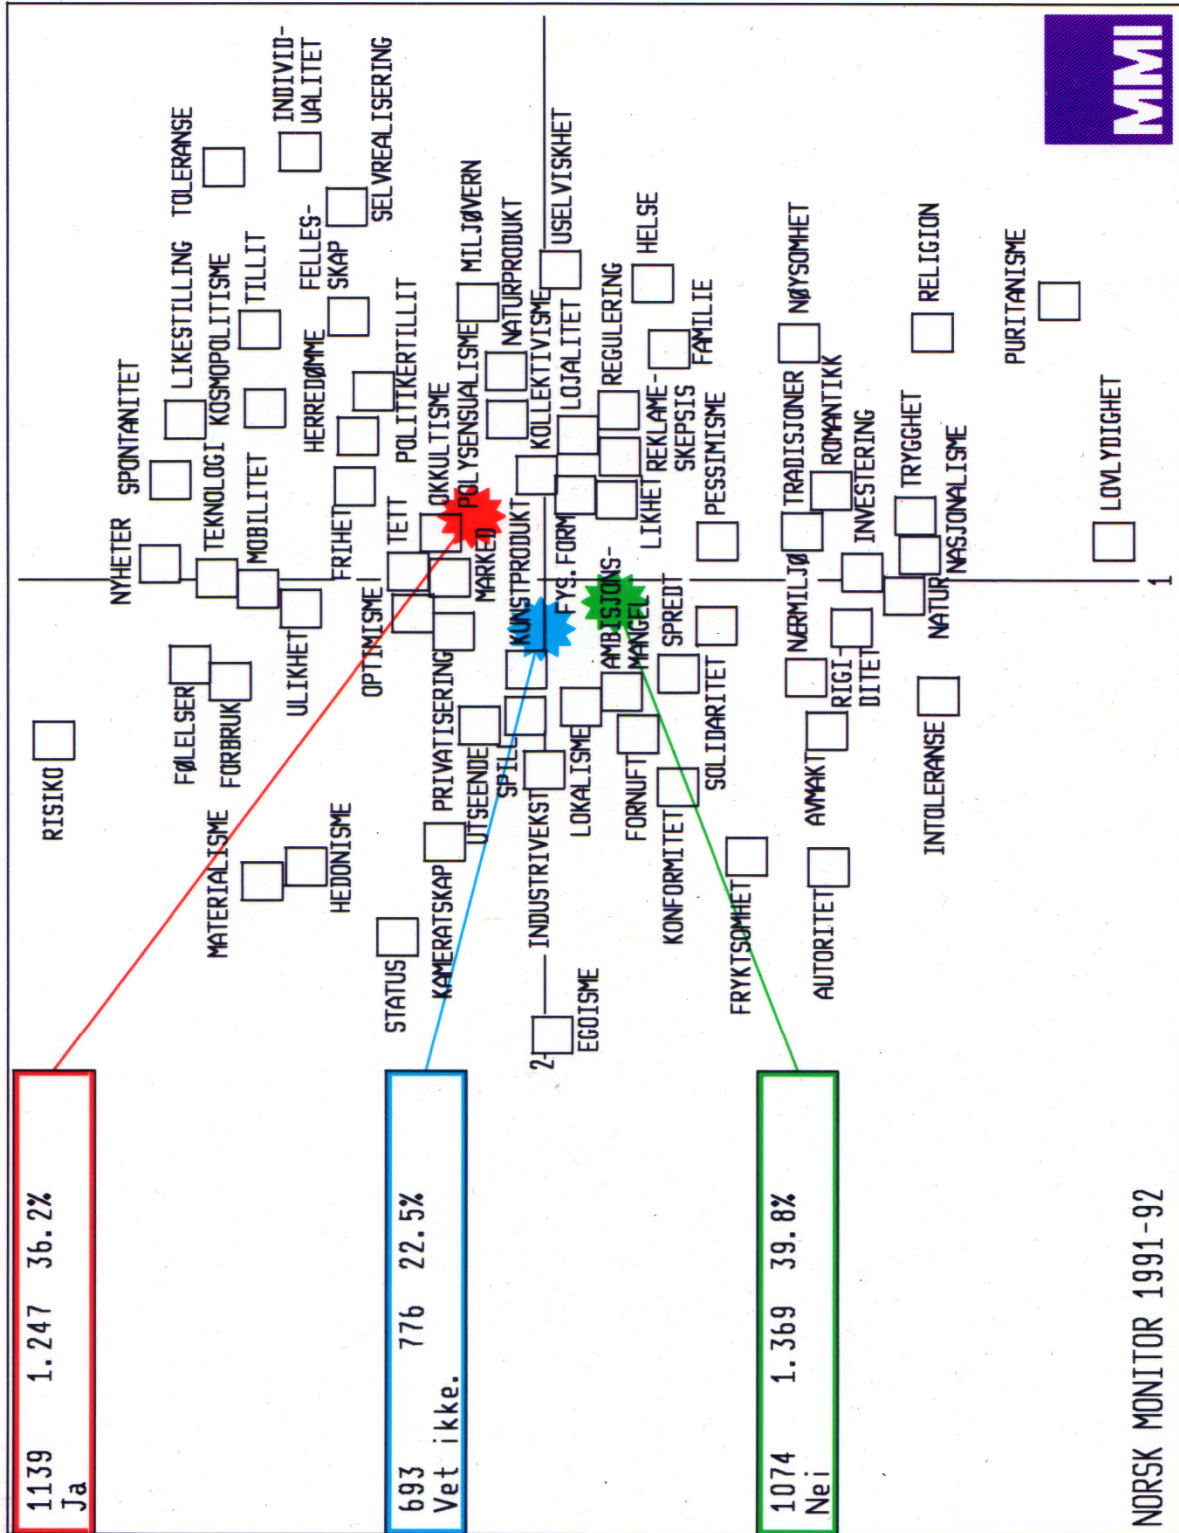 1139 1.247 36.2%
Ja
693 776 22.5%
Vet ikke.
1074 1.369 39.8%
Nei
RISIKO
NYHETER
SPONTANITET
FØLELSER
LIKESTILLING
TOLERANSE
TEKNOLOGI
KOSMOPOLITISME
MATERIALISME
FORBRUK
MOBILITET
TILLIT
INDIVID-
UALITET
ULIKHET
HERREDØMME
FELLES-
SKAP
HEDONISME
FRIHET
OPTIMISME
SELVREALISERING
STATUS
TETT
POLITIKERTILLIT
KAMERATSKAP
PRIVATISERING
OKKULTISME
POLYSENSUALISME
MILJØVERN
UTSEENDE
MARKED
SPILL
KUNSTPRODUKT
NATURPRODUKT
2
INDUSTRIVEKST
KOLLEKTIVISME
USELVISKHET
EGOISME
LOKALISME
FYS.FORM
LOJALITET
AMBISJONS-
MANGEL
REGULERING
FORNUFT
LIKHET
REKLAME-
SKEPSIS
HELSE
KONFORMITET
SPREDT
FAMILIE
SOLIDARITET
PESSIMISME
FRYKTSOMHET
NÆRMILJØ
TRADISJONER
NØYSOMHET
AUTORITET
AVMAKT
ROMANTIKK
RIGI
DITET
INVESTERING
INTOLERANSE
NATUR
TRYGGHET
RELIGION
NASJONALISME
PURITANISME
LOVLYDIGHET
1
NORSK MONITOR 1991-92
MMI